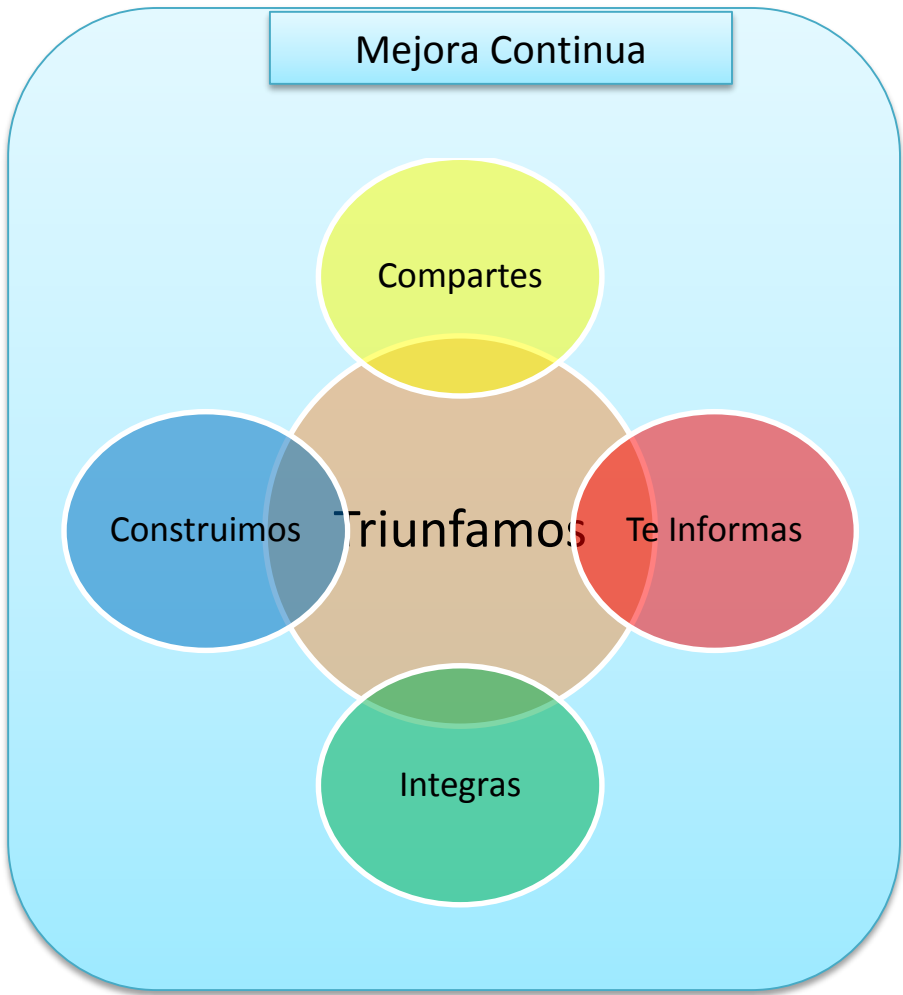 Mejora Continua
Compartes
Construimos
Triunfamos
Te Informas
Integras